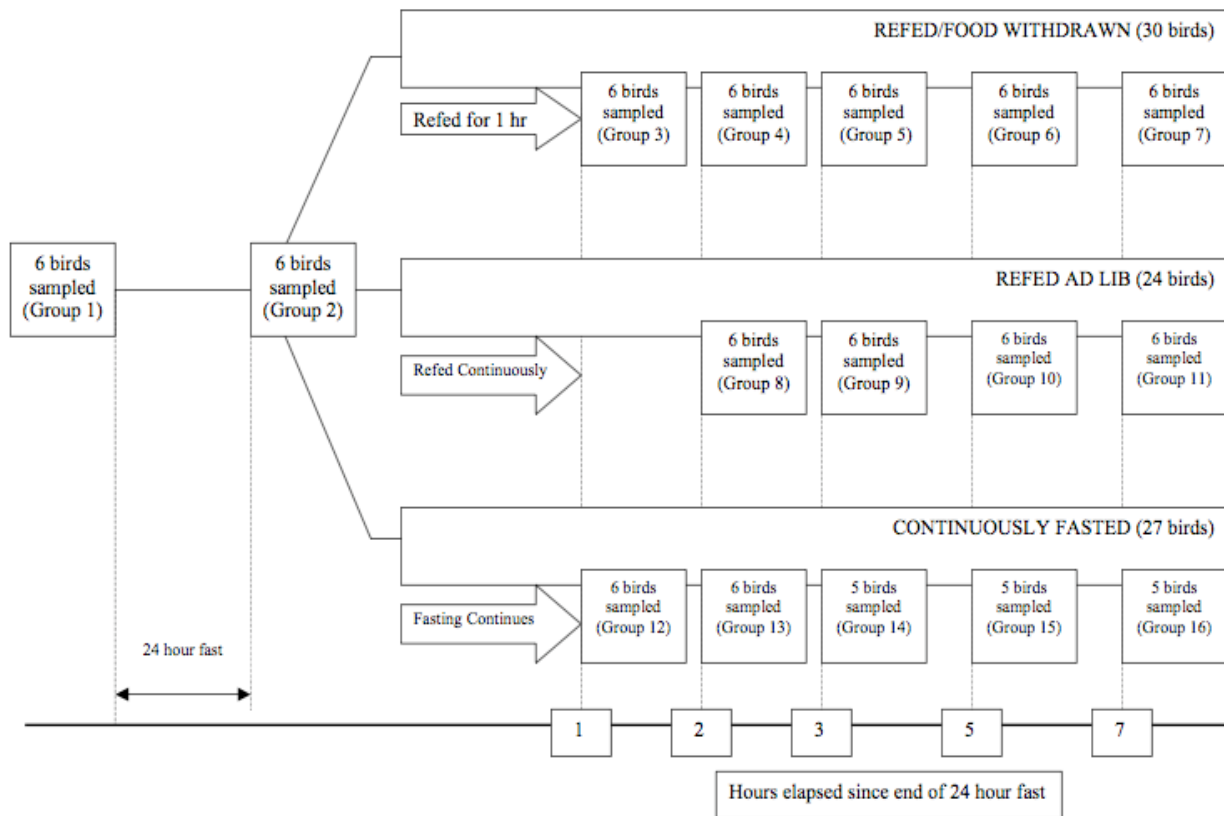 REFED/FOOD WITHDRAWN (30 birds)
Refed for 1 hr
6 birds
sampled
(Group 3)
6 birds
sampled
(Group 4)
6 birds
sampled
(Group 5)
6 birds
sampled
(Group 6)
6 birds
sampled
(Group 7)
6 birds
sampled
(Group 1)
6 birds
sampled
(Group 2)
REFED AD LIB (24 birds)
Refed Continuously
6 birds
sampled
(Group 8)
6 birds
sampled
(Group 9)
6 birds
sampled
(Group 10)
6 birds
sampled
(Group 11)
CONTINUOUSLY FASTED (27 birds)
Fasting Continues
6 birds
sampled
(Group 12)
6 birds
sampled
(Group 13)
5 birds
sampled
(Group 14)
5 birds
sampled
(Group 15)
5 birds
sampled
(Group 16)
24 hour fast
1
2
3
5
7
Hours elapsed since end of 24 hour fast